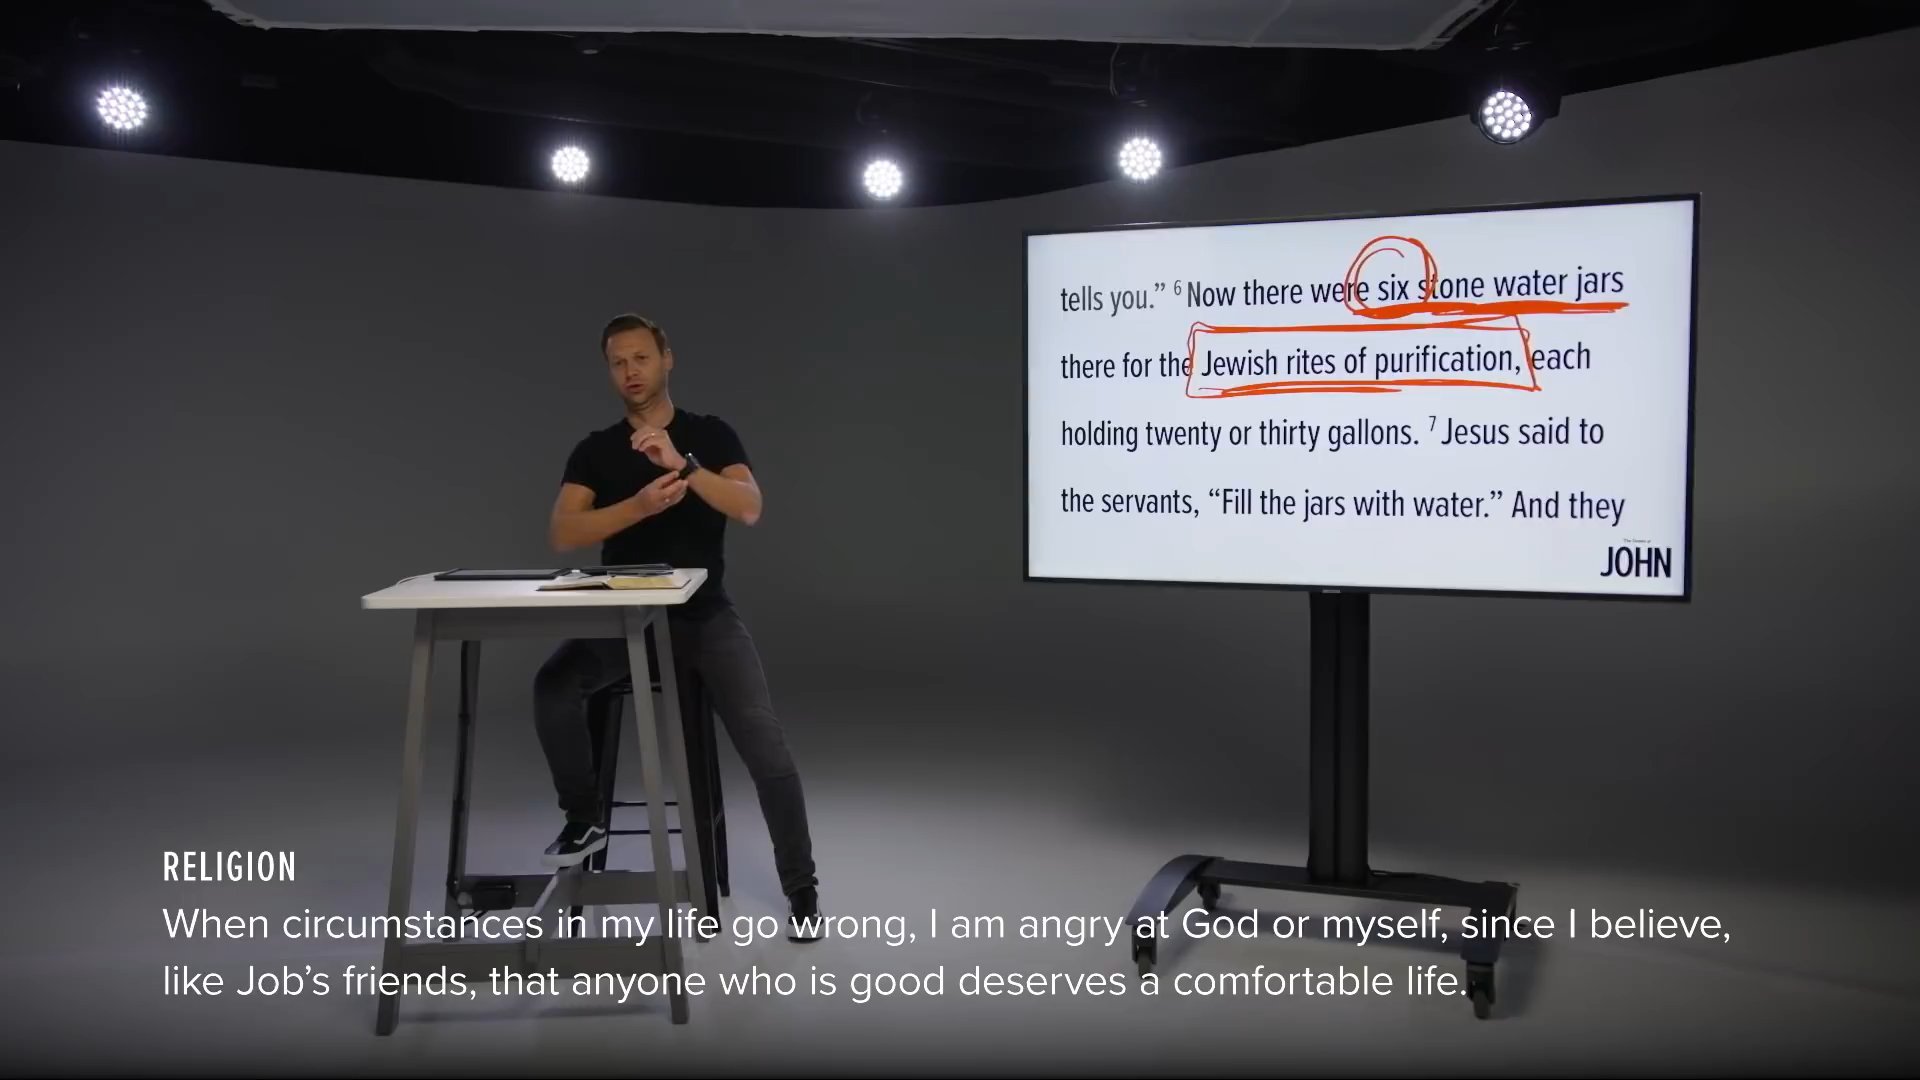 tells you.” ⁶ Now there were six stone water jars
there for the Jewish rites of purification, each
holding twenty or thirty gallons. ⁷ Jesus said to
the servants, “Fill the jars with water.” And they
JOHN
RELIGION
When circumstances in my life go wrong, I am angry at God or myself, since I believe,
like Job’s friends, that anyone who is good deserves a comfortable life.